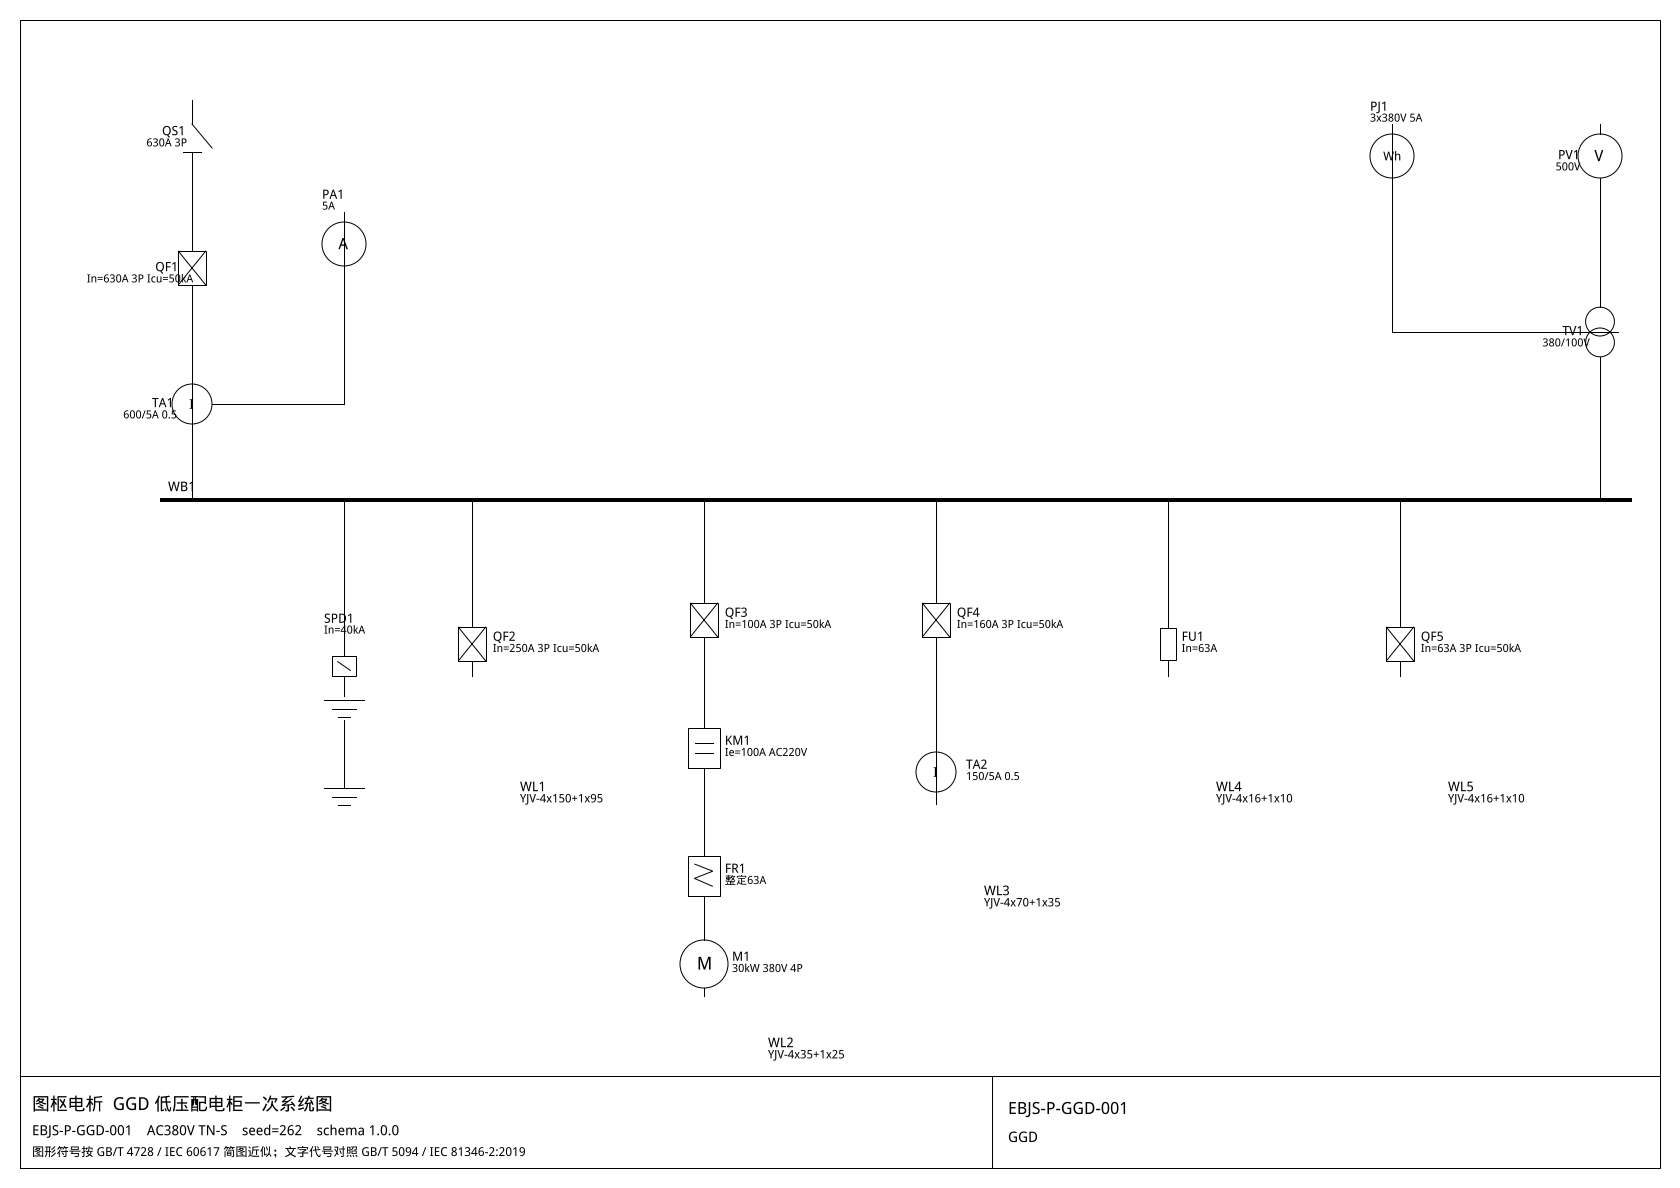 QS1
630A 3P
PJ1
3x380V 5A
Wh
PV1
500V
V
PA1
5A
A
QF1
In=630A 3P Icu=50kA
TV1
380/100V
TA1
600/5A 0.5
I
WB1
SPD1
In=40kA
QF2
In=250A 3P Icu=50kA
QF3
In=100A 3P Icu=50kA
QF4
In=160A 3P Icu=50kA
FU1
In=63A
QF5
In=63A 3P Icu=50kA
KM1
Ie=100A AC220V
TA2
150/5A 0.5
I
WL1
YJV-4x150+1x95
WL4
YJV-4x16+1x10
WL5
YJV-4x16+1x10
FR1
整定63A
WL3
YJV-4x70+1x35
M
M1
30kW 380V 4P
WL2
YJV-4x35+1x25
图枢电析 GGD 低压配电柜一次系统图
EBJS-P-GGD-001 AC380V TN-S seed=262 schema 1.0.0
图形符号按 GB/T 4728 / IEC 60617 简图近似；文字代号对照 GB/T 5094 / IEC 81346-2:2019
EBJS-P-GGD-001
GGD